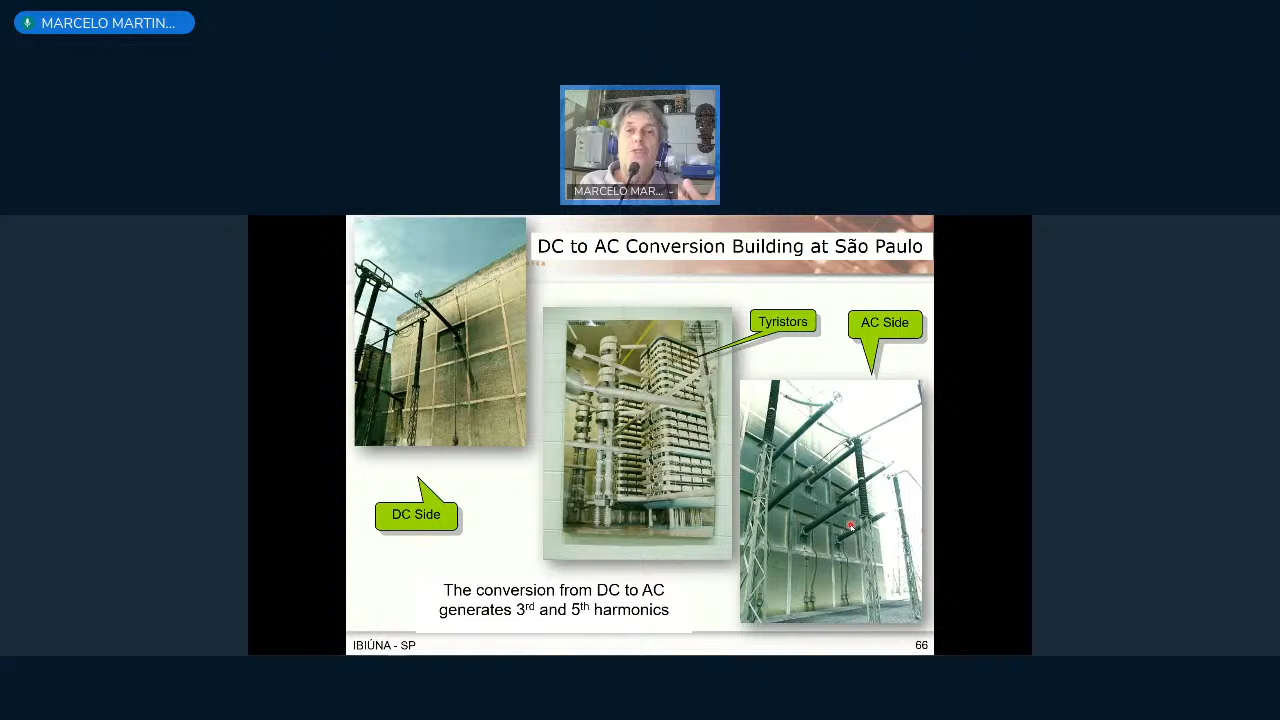 MARCELO MARTIN...
MARCELO MAR...
DC to AC Conversion Building at São Paulo
Tyristors
AC Side
DC Side
The conversion from DC to AC
generates 3rd and 5th harmonics
IBIÚNA - SP
66